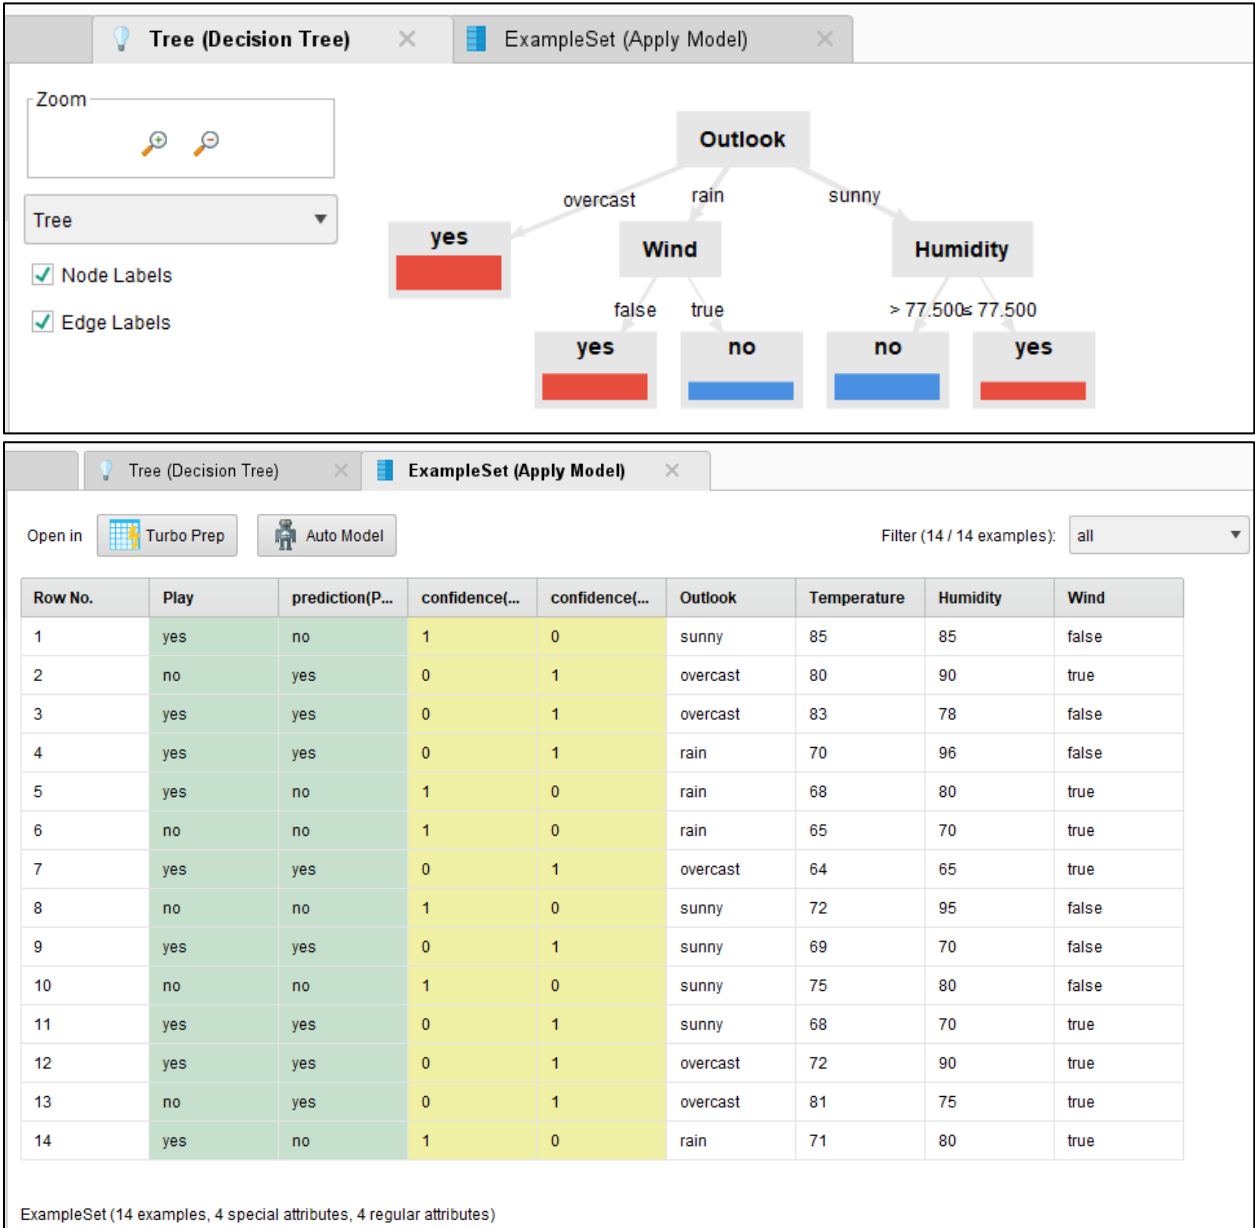 Tree (Decision Tree) ExampleSet (Apply Model)
Zoom
Tree
Node Labels
Edge Labels
Outlook
overcast rain sunny
yes Wind Humidity
false true > 77.500 ≤ 77.500
yes no no yes
Tree (Decision Tree) ExampleSet (Apply Model)
Open in Turbo Prep Auto Model Filter (14 / 14 examples): all
Row No. Play prediction(P... confidence(... confidence(... Outlook Temperature Humidity Wind
1 yes no 1 0 sunny 85 85 false
2 no yes 0 1 overcast 80 90 true
3 yes yes 0 1 overcast 83 78 false
4 yes yes 0 1 rain 70 96 false
5 yes no 1 0 rain 68 80 true
6 no no 1 0 rain 65 70 true
7 yes yes 0 1 overcast 64 65 true
8 no no 1 0 sunny 72 95 false
9 yes yes 0 1 sunny 69 70 false
10 no no 1 0 sunny 75 80 false
11 yes yes 0 1 sunny 68 70 true
12 yes yes 0 1 overcast 72 90 true
13 no yes 0 1 overcast 81 75 true
14 yes no 1 0 rain 71 80 true
ExampleSet (14 examples, 4 special attributes, 4 regular attributes)